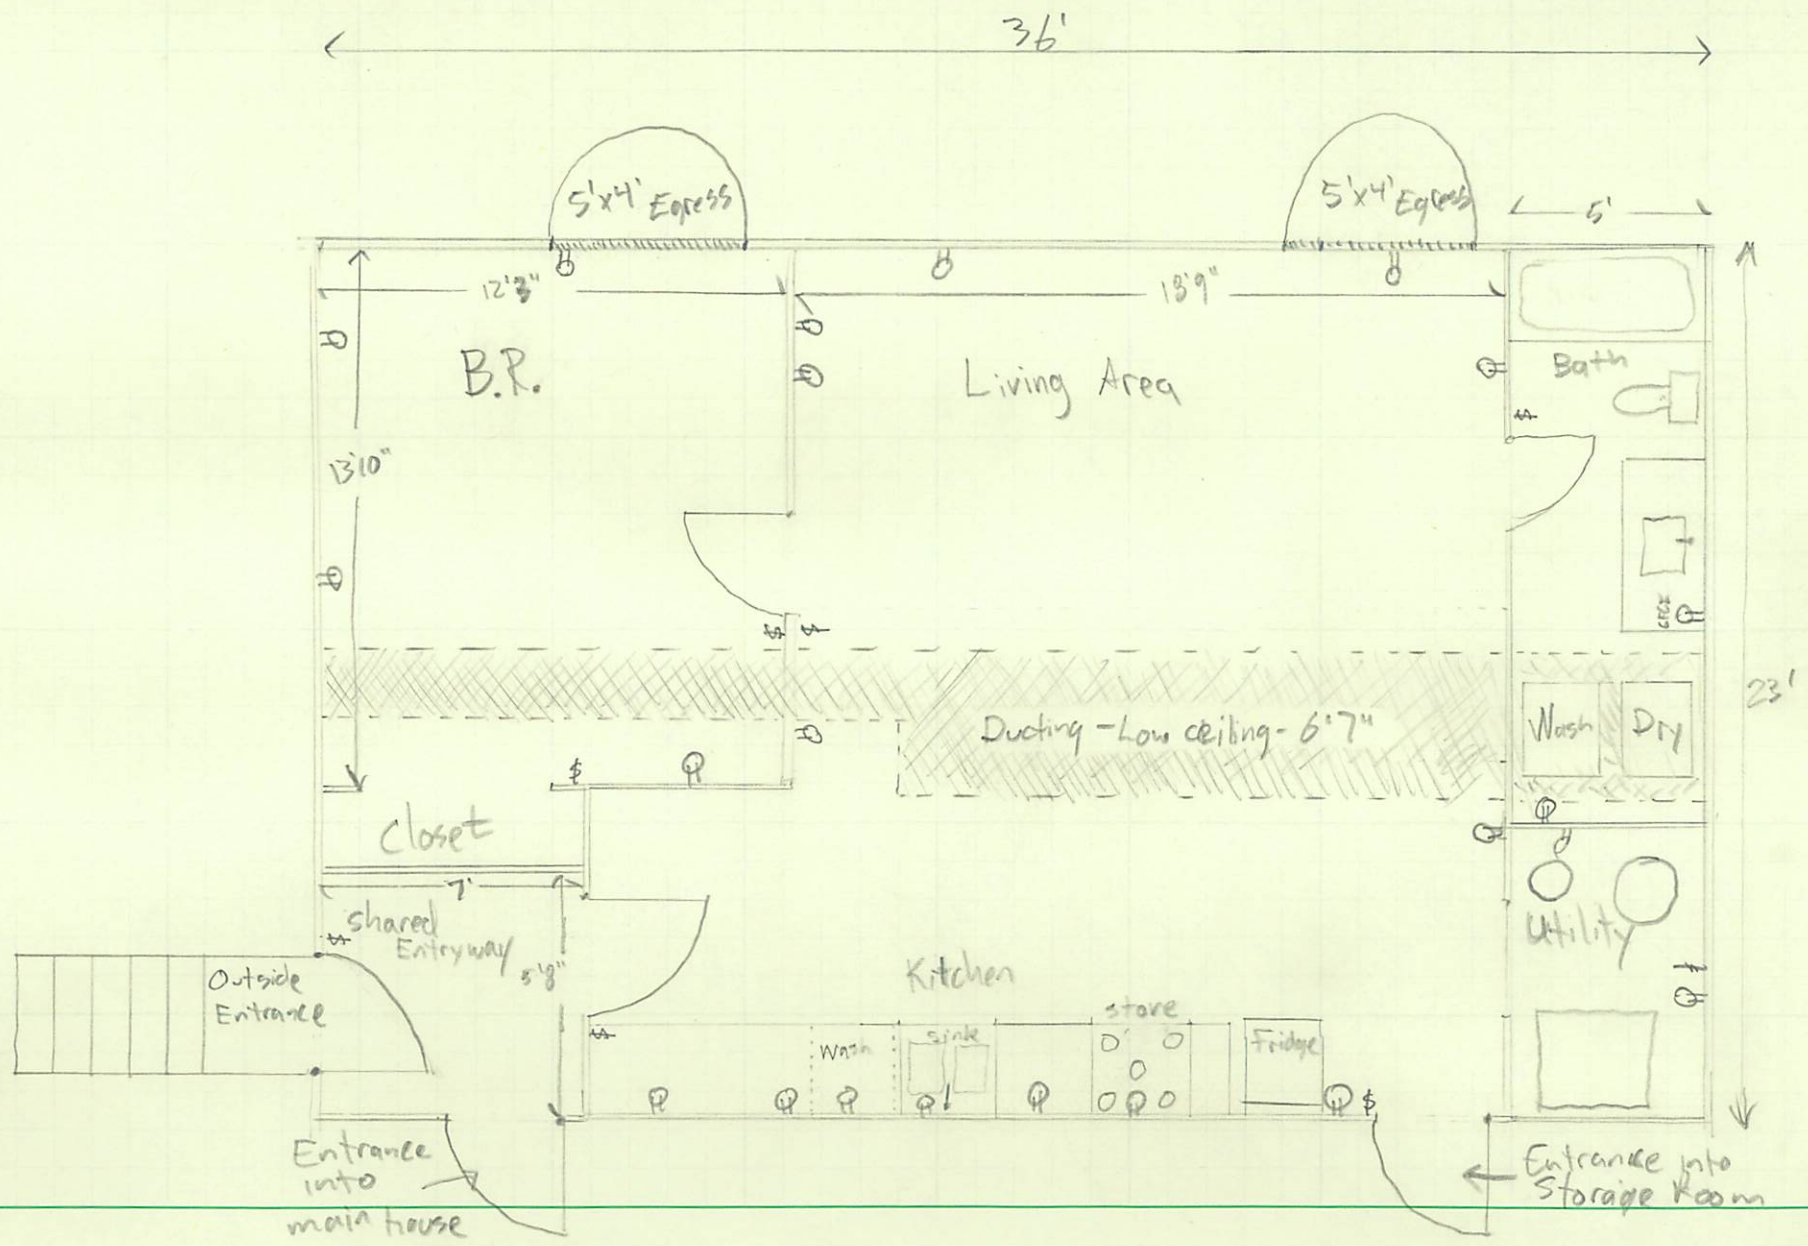 36'
5'x4' Egress
5'x4' Egress
5'
12'3"
18'9"
B.R.
Living Area
Bath
13'10"
23'
Ducting - Low ceiling - 6'7"
Wash
Dry
Closet
7'
shared
Entryway
5'8"
Outside
Entrance
Kitchen
Utility
Wash
sink
stove
Fridge
Entrance
into
main house
Entrance into
Storage Room